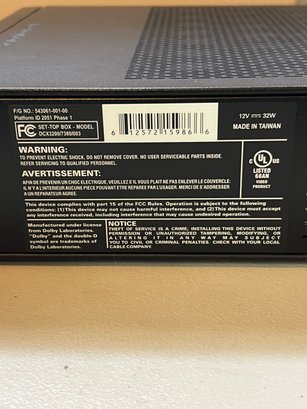 F/G NO.: 543061-001-00
Platform ID 2051 Phase 1
FC
SET-TOP BOX - MODEL
DCX3200/7380/003
6 12572 15986 6
12V ⎓ 32W
MADE IN TAIWAN
WARNING:
TO PREVENT ELECTRIC SHOCK, DO NOT REMOVE COVER. NO USER SERVICEABLE PARTS INSIDE.
REFER SERVICING TO QUALIFIED PERSONNEL.
AVERTISSEMENT:
AFIN DE PREVENIR UN CHOC ELECTRIQUE, VEUILLEZ S'IL VOUS PLAIT NE PAS ENLEVER LE COUVERCLE.
IL N'Y A INTERIEUR AUCUNE PIECE POUVANT ETRE REPAREE PAR L'USAGER. MERCI DE S'ADRESSER
A UN REPARATEUR QUALIFIE.
C UL US
LISTED
68AR
VIDEO
PRODUCT
This device complies with part 15 of the FCC Rules. Operation is subject to the following
conditions: (1)This device may not cause harmful interference, and (2)This device must accept
any interference received, including interference that may cause undesired operation.
Manufactured under license
from Dolby Laboratories.
"Dolby" and the double-D
symbol are trademarks of
Dolby Laboratories.
NOTICE
THEFT OF SERVICE IS A CRIME. INSTALLING THIS DEVICE WITHOUT
PERMISSION OR UNAUTHORIZED TAMPERING, MODIFYING, OR
ALTERING IT IN ANY WAY MAY SUBJECT
YOU TO CIVIL OR CRIMINAL PENALTIES. CHECK WITH YOUR LOCAL
CABLE COMPANY.